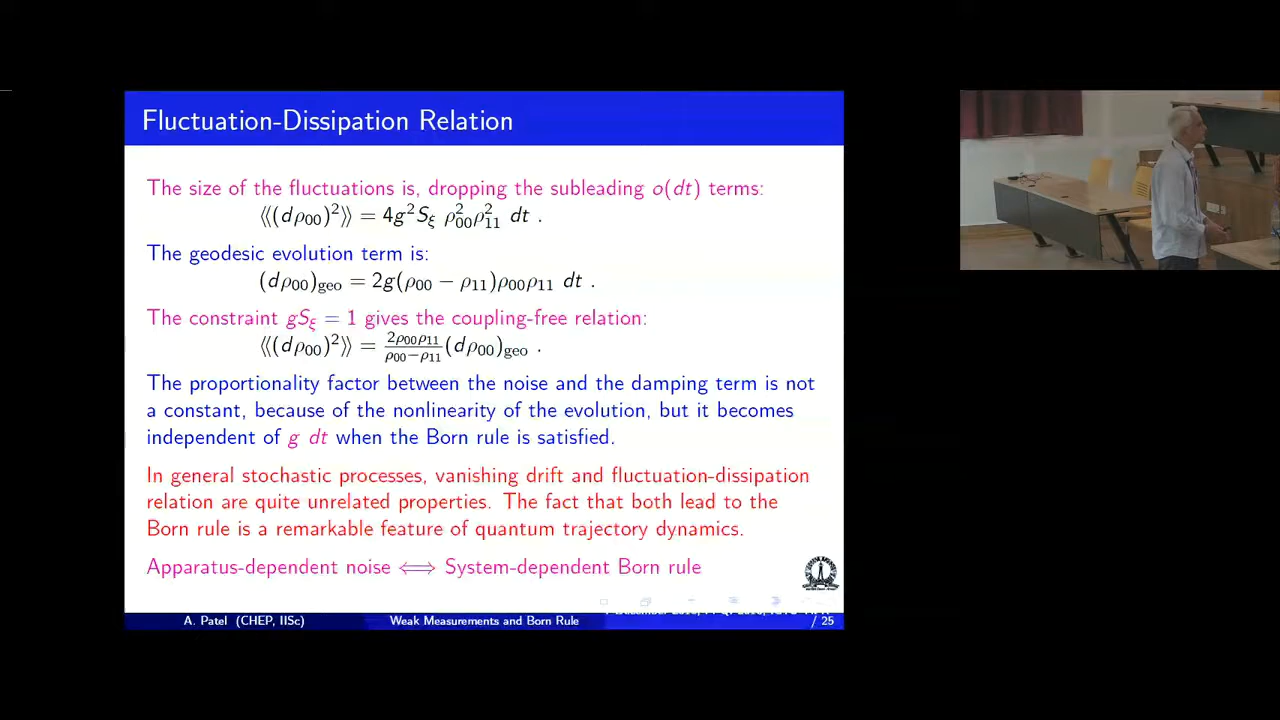 Fluctuation-Dissipation Relation
The size of the fluctuations is, dropping the subleading o(dt) terms:
⟨⟨(dρ₀₀)²⟩⟩ = 4g²S_ξ ρ²₀₀ρ²₁₁ dt .
The geodesic evolution term is:
(dρ₀₀)_geo = 2g(ρ₀₀ − ρ₁₁)ρ₀₀ρ₁₁ dt .
The constraint gS_ξ = 1 gives the coupling-free relation:
⟨⟨(dρ₀₀)²⟩⟩ = 2ρ₀₀ρ₁₁/(ρ₀₀−ρ₁₁) (dρ₀₀)_geo .
The proportionality factor between the noise and the damping term is not
a constant, because of the nonlinearity of the evolution, but it becomes
independent of g dt when the Born rule is satisfied.
In general stochastic processes, vanishing drift and fluctuation-dissipation
relation are quite unrelated properties. The fact that both lead to the
Born rule is a remarkable feature of quantum trajectory dynamics.
Apparatus-dependent noise ⟺ System-dependent Born rule
A. Patel (CHEP, IISc) Weak Measurements and Born Rule / 25